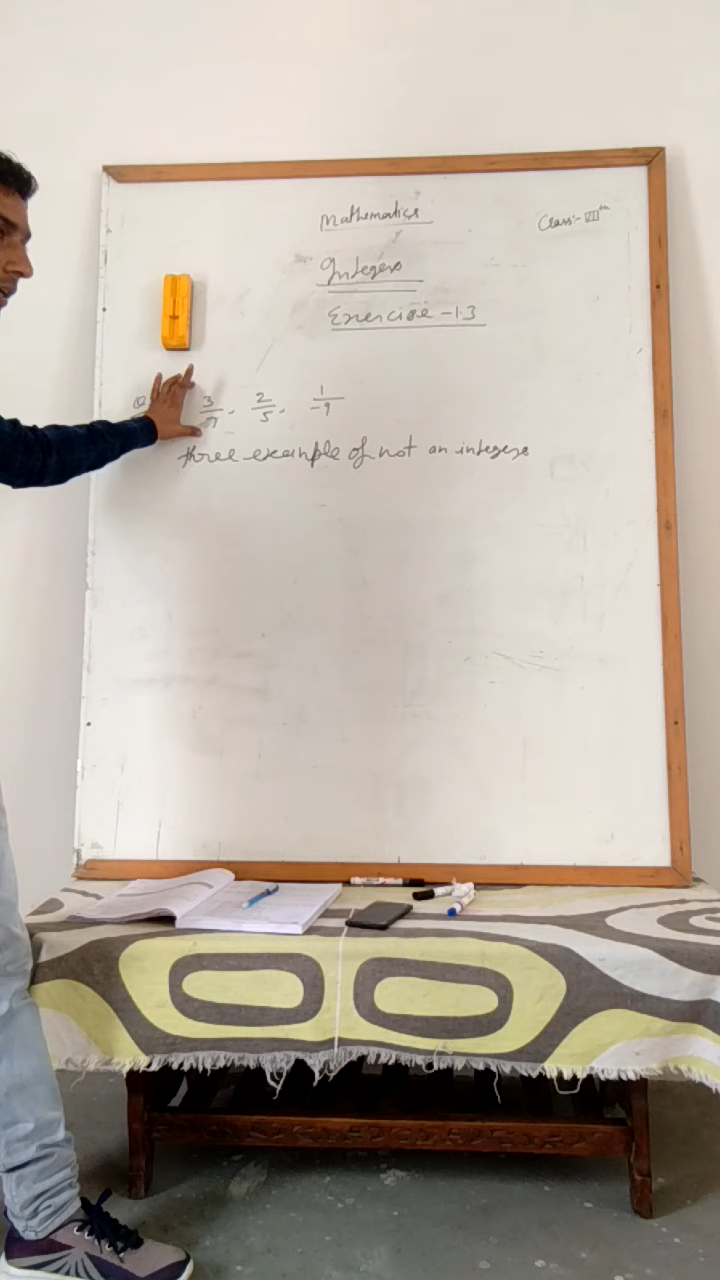 Mathematics
Class:- VII th
Integers
Exercise - 1.3
3/7, 2/5, 1/-9
three example of not an integers